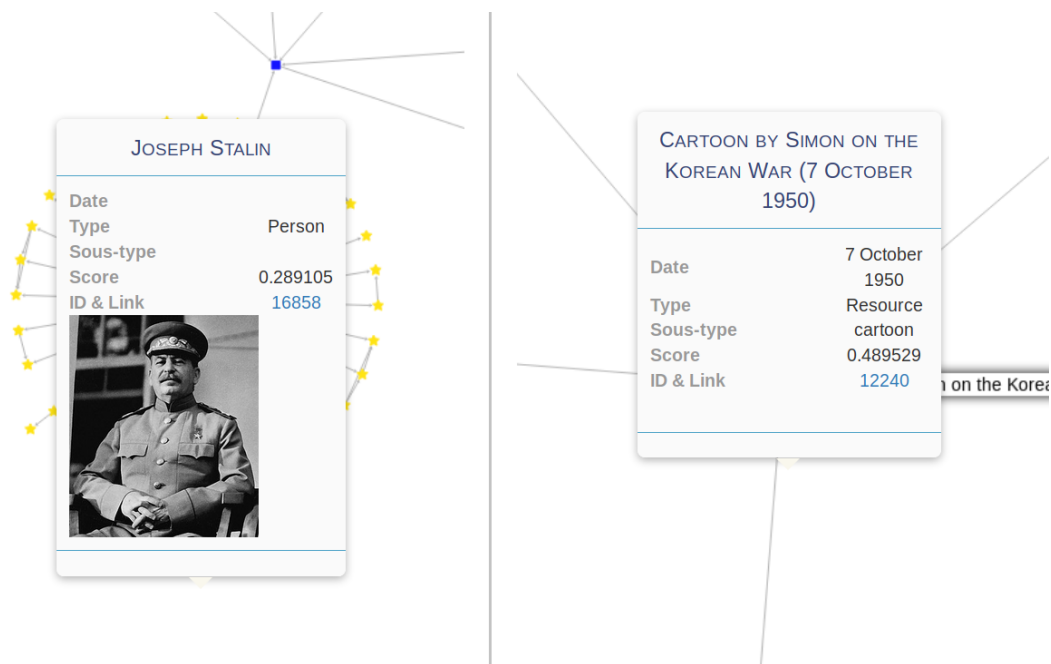 JOSEPH STALIN
Date
Type Person
Sous-type
Score 0.289105
ID & Link 16858
CARTOON BY SIMON ON THE
KOREAN WAR (7 OCTOBER
1950)
Date 7 October
1950
Type Resource
Sous-type cartoon
Score 0.489529
ID & Link 12240
on the Korea